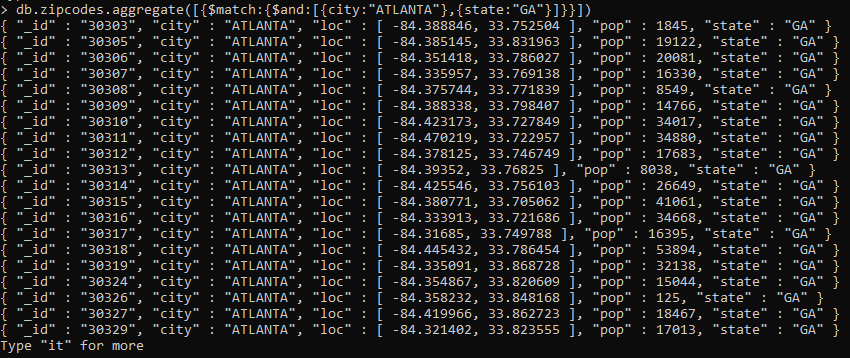 > db.zipcodes.aggregate([{$match:{$and:[{city:"ATLANTA"},{state:"GA"}]}}])
{ "_id" : "30303", "city" : "ATLANTA", "loc" : [ -84.388846, 33.752504 ], "pop" : 1845, "state" : "GA" }
{ "_id" : "30305", "city" : "ATLANTA", "loc" : [ -84.385145, 33.831963 ], "pop" : 19122, "state" : "GA" }
{ "_id" : "30306", "city" : "ATLANTA", "loc" : [ -84.351418, 33.786027 ], "pop" : 20081, "state" : "GA" }
{ "_id" : "30307", "city" : "ATLANTA", "loc" : [ -84.335957, 33.769138 ], "pop" : 16330, "state" : "GA" }
{ "_id" : "30308", "city" : "ATLANTA", "loc" : [ -84.375744, 33.771839 ], "pop" : 8549, "state" : "GA" }
{ "_id" : "30309", "city" : "ATLANTA", "loc" : [ -84.388338, 33.798407 ], "pop" : 14766, "state" : "GA" }
{ "_id" : "30310", "city" : "ATLANTA", "loc" : [ -84.423173, 33.727849 ], "pop" : 34017, "state" : "GA" }
{ "_id" : "30311", "city" : "ATLANTA", "loc" : [ -84.470219, 33.722957 ], "pop" : 34880, "state" : "GA" }
{ "_id" : "30312", "city" : "ATLANTA", "loc" : [ -84.378125, 33.746749 ], "pop" : 17683, "state" : "GA" }
{ "_id" : "30313", "city" : "ATLANTA", "loc" : [ -84.39352, 33.76825 ], "pop" : 8038, "state" : "GA" }
{ "_id" : "30314", "city" : "ATLANTA", "loc" : [ -84.425546, 33.756103 ], "pop" : 26649, "state" : "GA" }
{ "_id" : "30315", "city" : "ATLANTA", "loc" : [ -84.380771, 33.705062 ], "pop" : 41061, "state" : "GA" }
{ "_id" : "30316", "city" : "ATLANTA", "loc" : [ -84.333913, 33.721686 ], "pop" : 34668, "state" : "GA" }
{ "_id" : "30317", "city" : "ATLANTA", "loc" : [ -84.31685, 33.749788 ], "pop" : 16395, "state" : "GA" }
{ "_id" : "30318", "city" : "ATLANTA", "loc" : [ -84.445432, 33.786454 ], "pop" : 53894, "state" : "GA" }
{ "_id" : "30319", "city" : "ATLANTA", "loc" : [ -84.335091, 33.868728 ], "pop" : 32138, "state" : "GA" }
{ "_id" : "30324", "city" : "ATLANTA", "loc" : [ -84.354867, 33.820609 ], "pop" : 15044, "state" : "GA" }
{ "_id" : "30326", "city" : "ATLANTA", "loc" : [ -84.358232, 33.848168 ], "pop" : 125, "state" : "GA" }
{ "_id" : "30327", "city" : "ATLANTA", "loc" : [ -84.419966, 33.862723 ], "pop" : 18467, "state" : "GA" }
{ "_id" : "30329", "city" : "ATLANTA", "loc" : [ -84.321402, 33.823555 ], "pop" : 17013, "state" : "GA" }
Type "it" for more